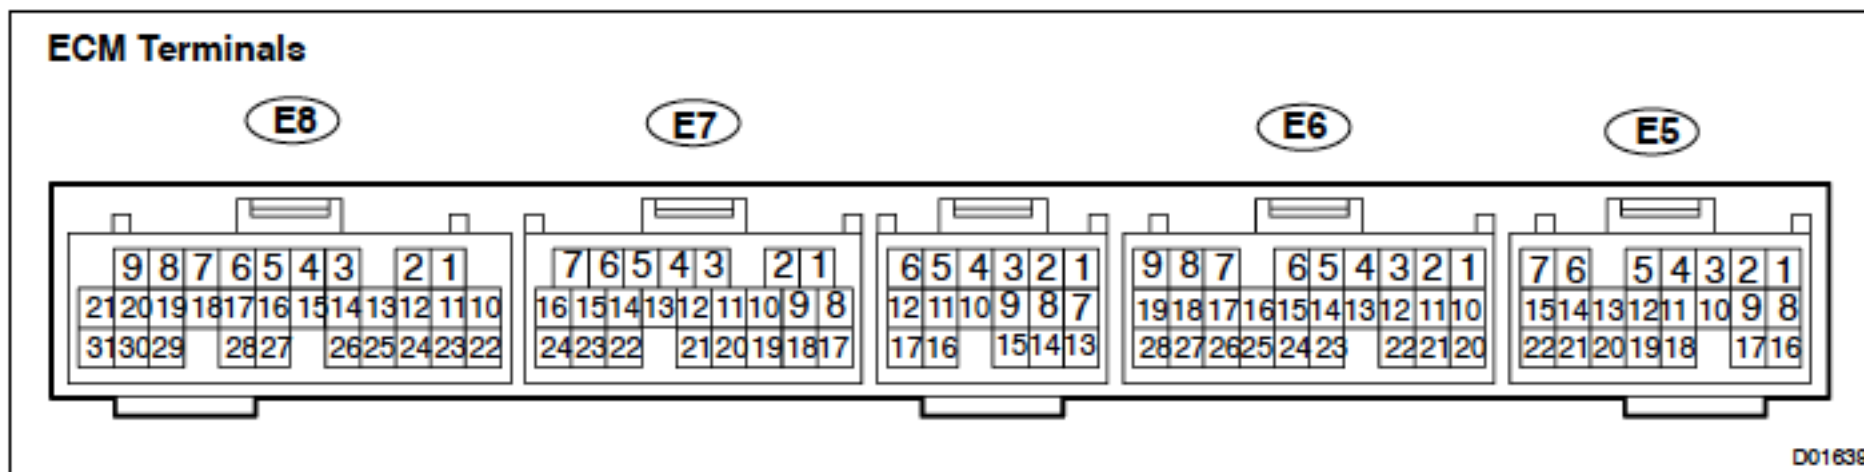 ECM Terminals
E8 E7 E6 E5
9 8 7 6 5 4 3 2 1 7 6 5 4 3 2 1 6 5 4 3 2 1 9 8 7 6 5 4 3 2 1 7 6 5 4 3 2 1
21 20 19 18 17 16 15 14 13 12 11 10 16 15 14 13 12 11 10 9 8 12 11 10 9 8 7 19 18 17 16 15 14 13 12 11 10 15 14 13 12 11 10 9 8
31 30 29 28 27 26 25 24 23 22 24 23 22 21 20 19 18 17 17 16 15 14 13 28 27 26 25 24 23 22 21 20 22 21 20 19 18 17 16
D01639